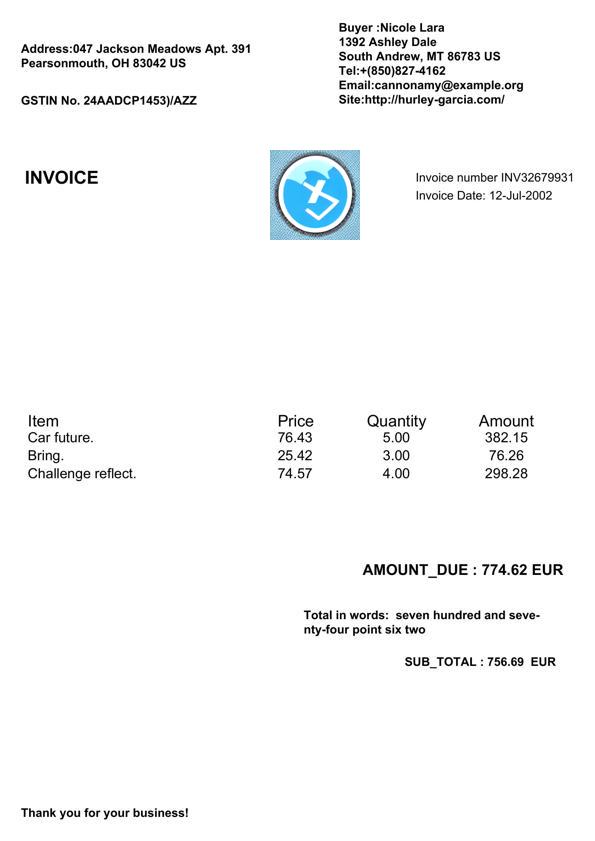 Address:047 Jackson Meadows Apt. 391
Pearsonmouth, OH 83042 US
GSTIN No. 24AADCP1453)/AZZ
Buyer :Nicole Lara
1392 Ashley Dale
South Andrew, MT 86783 US
Tel:+(850)827-4162
Email:cannonamy@example.org
Site:http://hurley-garcia.com/
INVOICE
Invoice number INV32679931
Invoice Date: 12-Jul-2002
Item Price Quantity Amount
Car future. 76.43 5.00 382.15
Bring. 25.42 3.00 76.26
Challenge reflect. 74.57 4.00 298.28
AMOUNT_DUE : 774.62 EUR
Total in words: seven hundred and seve-
nty-four point six two
SUB_TOTAL : 756.69 EUR
Thank you for your business!